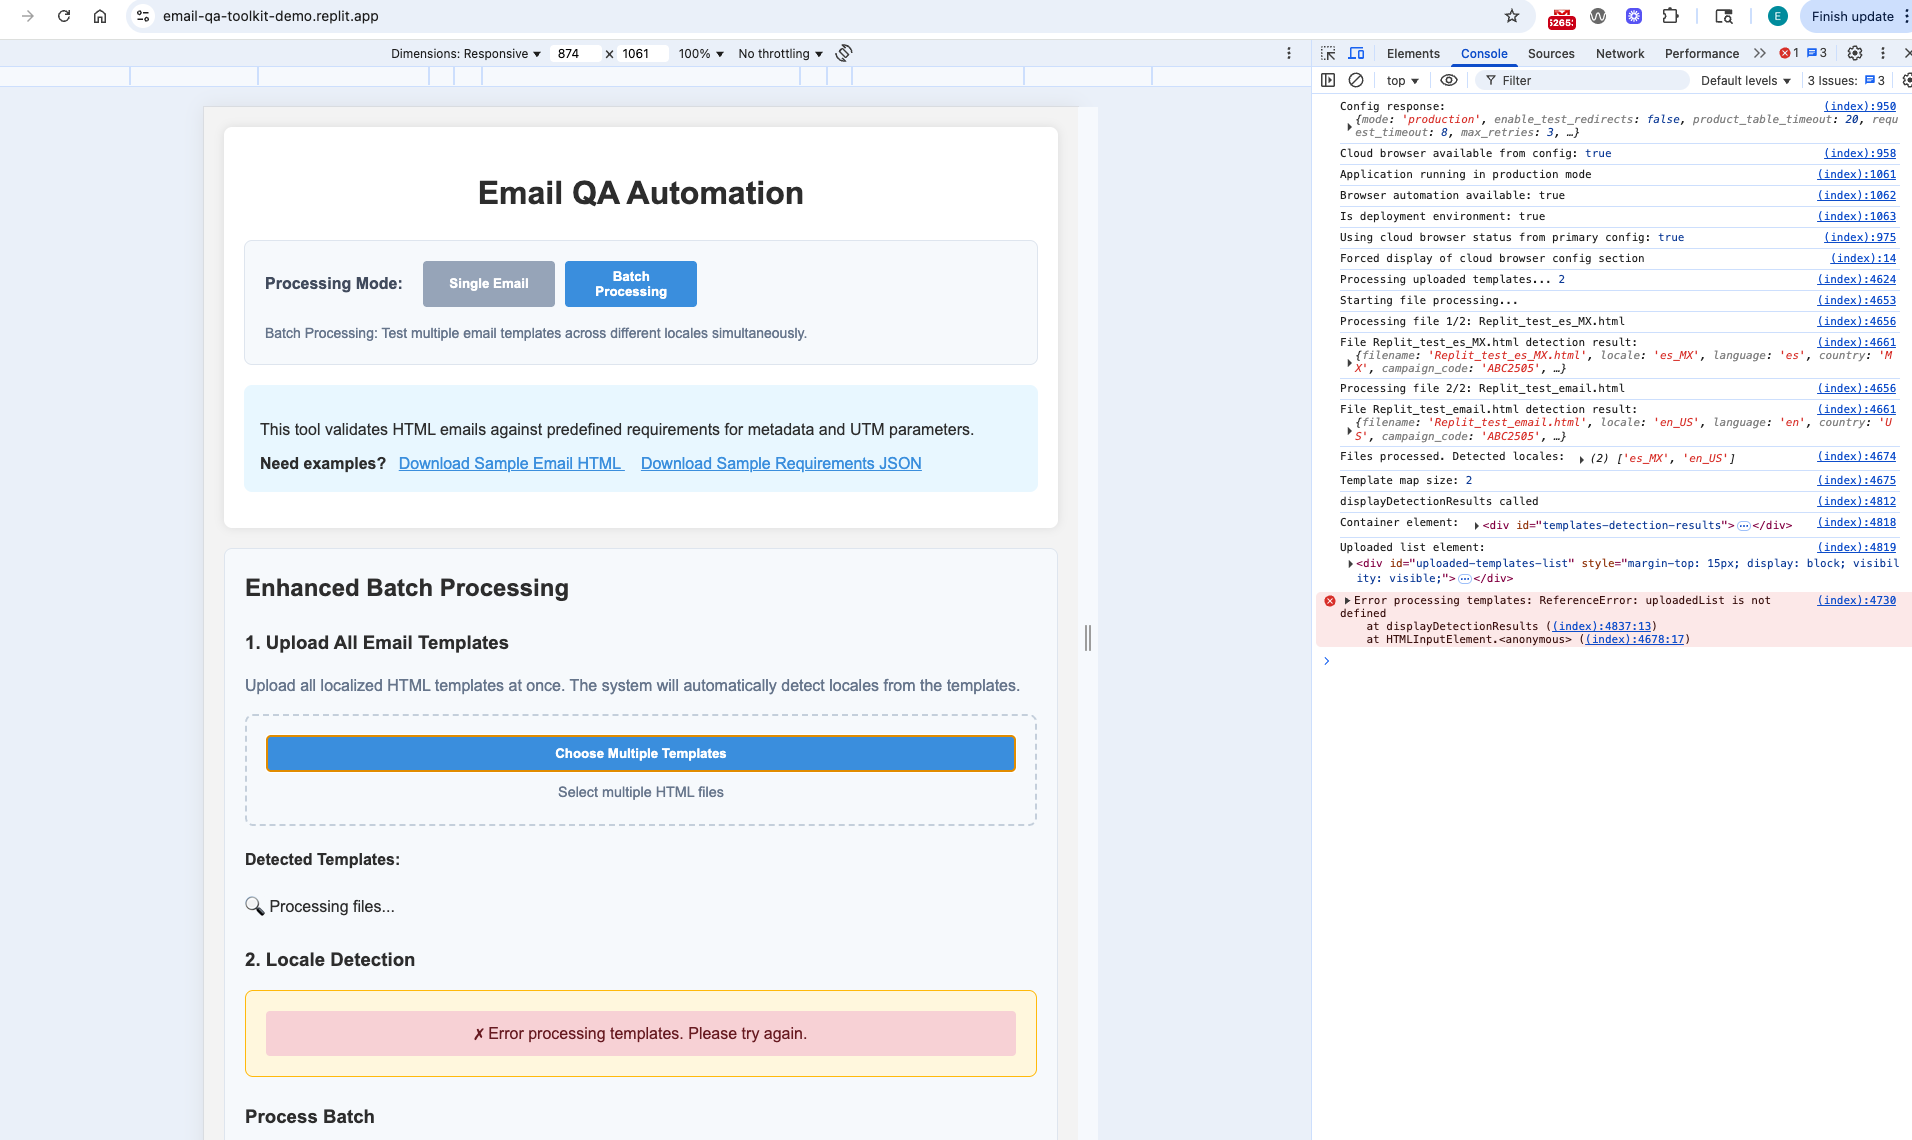 email-qa-toolkit-demo.replit.app
5265
E
Finish update
Dimensions: Responsive
874
x
1061
100%
No throttling
Elements
Console
Sources
Network
Performance
1
3
top
Filter
Default levels
3 Issues:
3
Email QA Automation
Processing Mode:
Single Email
Batch
Processing
Batch Processing: Test multiple email templates across different locales simultaneously.
This tool validates HTML emails against predefined requirements for metadata and UTM parameters.
Need examples? Download Sample Email HTML Download Sample Requirements JSON
Enhanced Batch Processing
1. Upload All Email Templates
Upload all localized HTML templates at once. The system will automatically detect locales from the templates.
Choose Multiple Templates
Select multiple HTML files
Detected Templates:
🔍 Processing files...
2. Locale Detection
✗ Error processing templates. Please try again.
Process Batch
Config response: (index):950
{mode: 'production', enable_test_redirects: false, product_table_timeout: 20, requ
est_timeout: 8, max_retries: 3, …}
Cloud browser available from config: true (index):958
Application running in production mode (index):1061
Browser automation available: true (index):1062
Is deployment environment: true (index):1063
Using cloud browser status from primary config: true (index):975
Forced display of cloud browser config section (index):14
Processing uploaded templates... 2 (index):4624
Starting file processing... (index):4653
Processing file 1/2: Replit_test_es_MX.html (index):4656
File Replit_test_es_MX.html detection result: (index):4661
{filename: 'Replit_test_es_MX.html', locale: 'es_MX', language: 'es', country: 'M
X', campaign_code: 'ABC2505', …}
Processing file 2/2: Replit_test_email.html (index):4656
File Replit_test_email.html detection result: (index):4661
{filename: 'Replit_test_email.html', locale: 'en_US', language: 'en', country: 'U
S', campaign_code: 'ABC2505', …}
Files processed. Detected locales: (2) ['es_MX', 'en_US'] (index):4674
Template map size: 2 (index):4675
displayDetectionResults called (index):4812
Container element: <div id="templates-detection-results">…</div> (index):4818
Uploaded list element: (index):4819
<div id="uploaded-templates-list" style="margin-top: 15px; display: block; visibil
ity: visible;">…</div>
Error processing templates: ReferenceError: uploadedList is not (index):4730
defined
at displayDetectionResults ((index):4837:13)
at HTMLInputElement.<anonymous> ((index):4678:17)